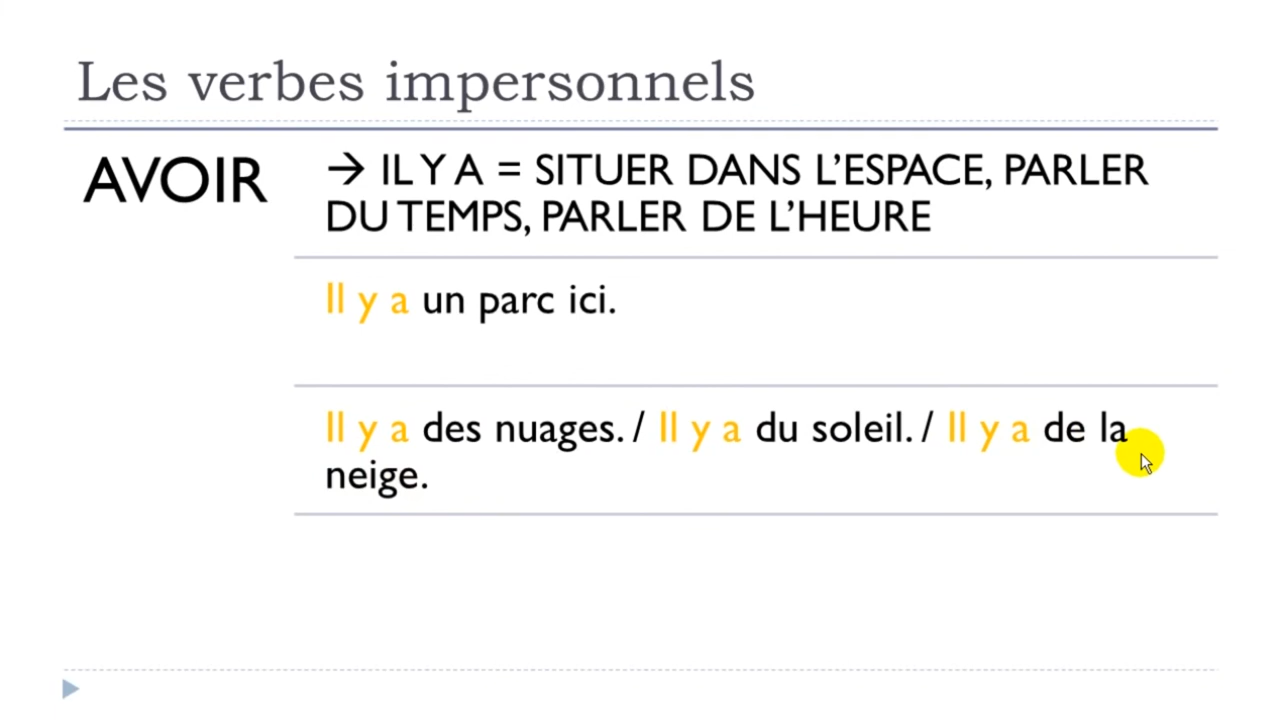 Les verbes impersonnels
AVOIR
→ IL Y A = SITUER DANS L'ESPACE, PARLER
DU TEMPS, PARLER DE L'HEURE
Il y a un parc ici.
Il y a des nuages. / Il y a du soleil. / Il y a de la
neige.